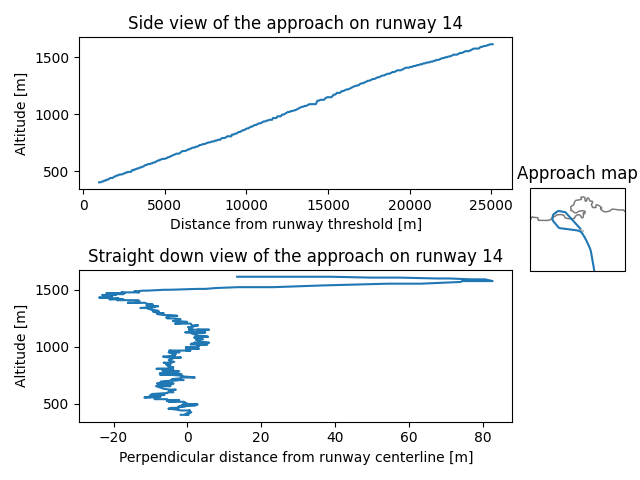 Side view of the approach on runway 14
Altitude [m]
1500
1000
500
0
5000
10000
15000
20000
25000
Distance from runway threshold [m]
Approach map
Straight down view of the approach on runway 14
Altitude [m]
1500
1000
500
−20
0
20
40
60
80
Perpendicular distance from runway centerline [m]